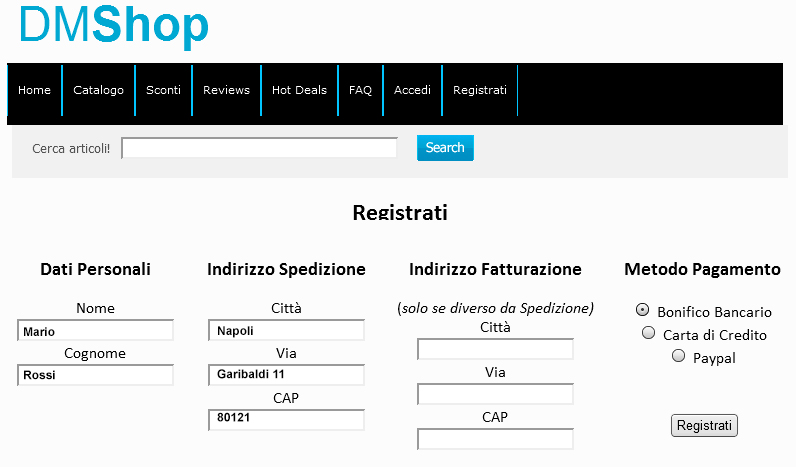 DMShop
Home Catalogo Sconti Reviews Hot Deals FAQ Accedi Registrati
Cerca articoli! Search
Registrati
Dati Personali
Nome
Mario
Cognome
Rossi
Indirizzo Spedizione
Città
Napoli
Via
Garibaldi 11
CAP
80121
Indirizzo Fatturazione
(solo se diverso da Spedizione)
Città
Via
CAP
Metodo Pagamento
Bonifico Bancario
Carta di Credito
Paypal
Registrati